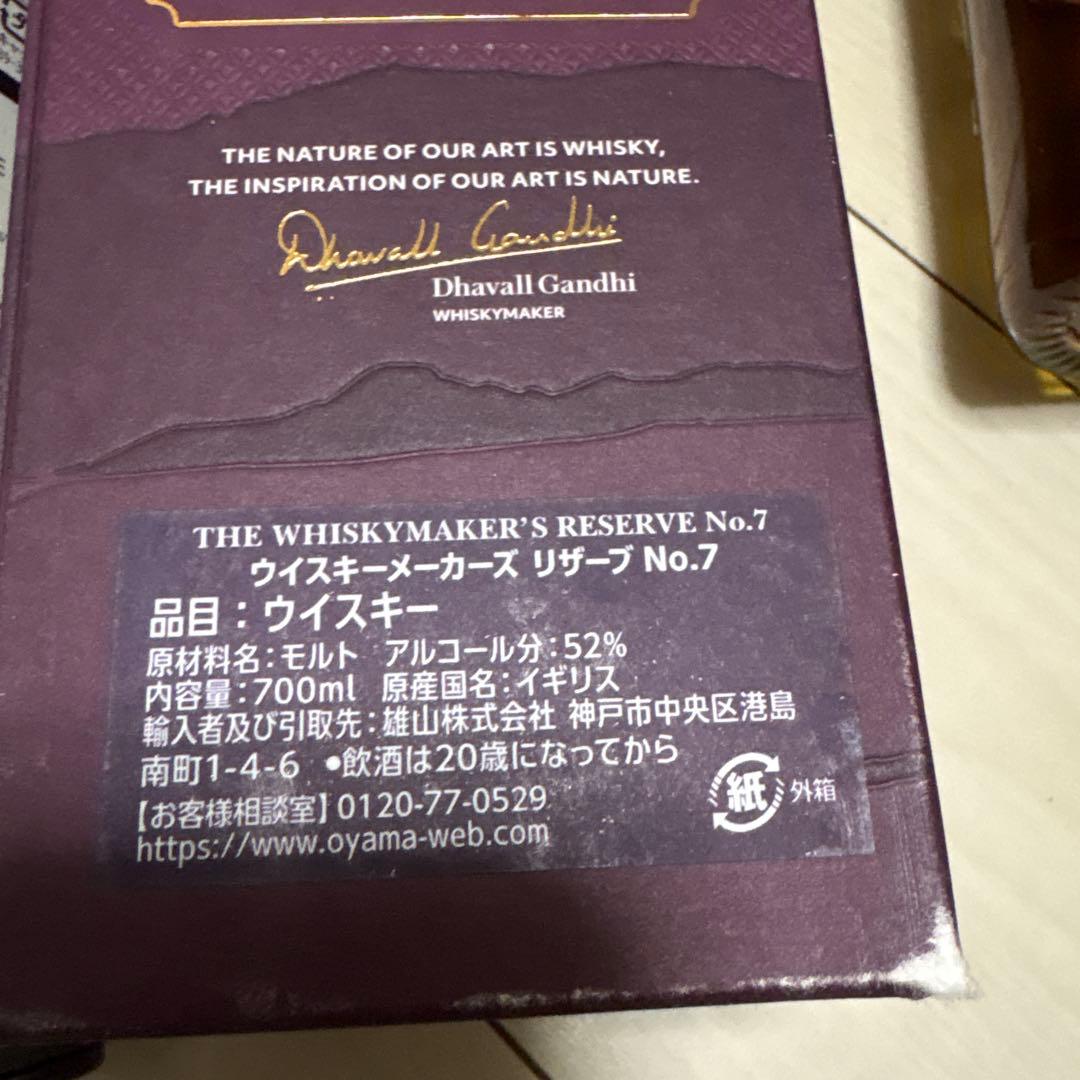 THE NATURE OF OUR ART IS WHISKY,
THE INSPIRATION OF OUR ART IS NATURE.
Dhavall Gandhi
Dhavall Gandhi
WHISKYMAKER
THE WHISKYMAKER'S RESERVE No.7
ウイスキーメーカーズ リザーブ No.7
品目：ウイスキー
原材料名：モルト アルコール分：52%
内容量：700ml 原産国名：イギリス
輸入者及び引取先：雄山株式会社 神戸市中央区港島
南町1-4-6 ●飲酒は20歳になってから
【お客様相談室】0120-77-0529
https://www.oyama-web.com
紙 外箱